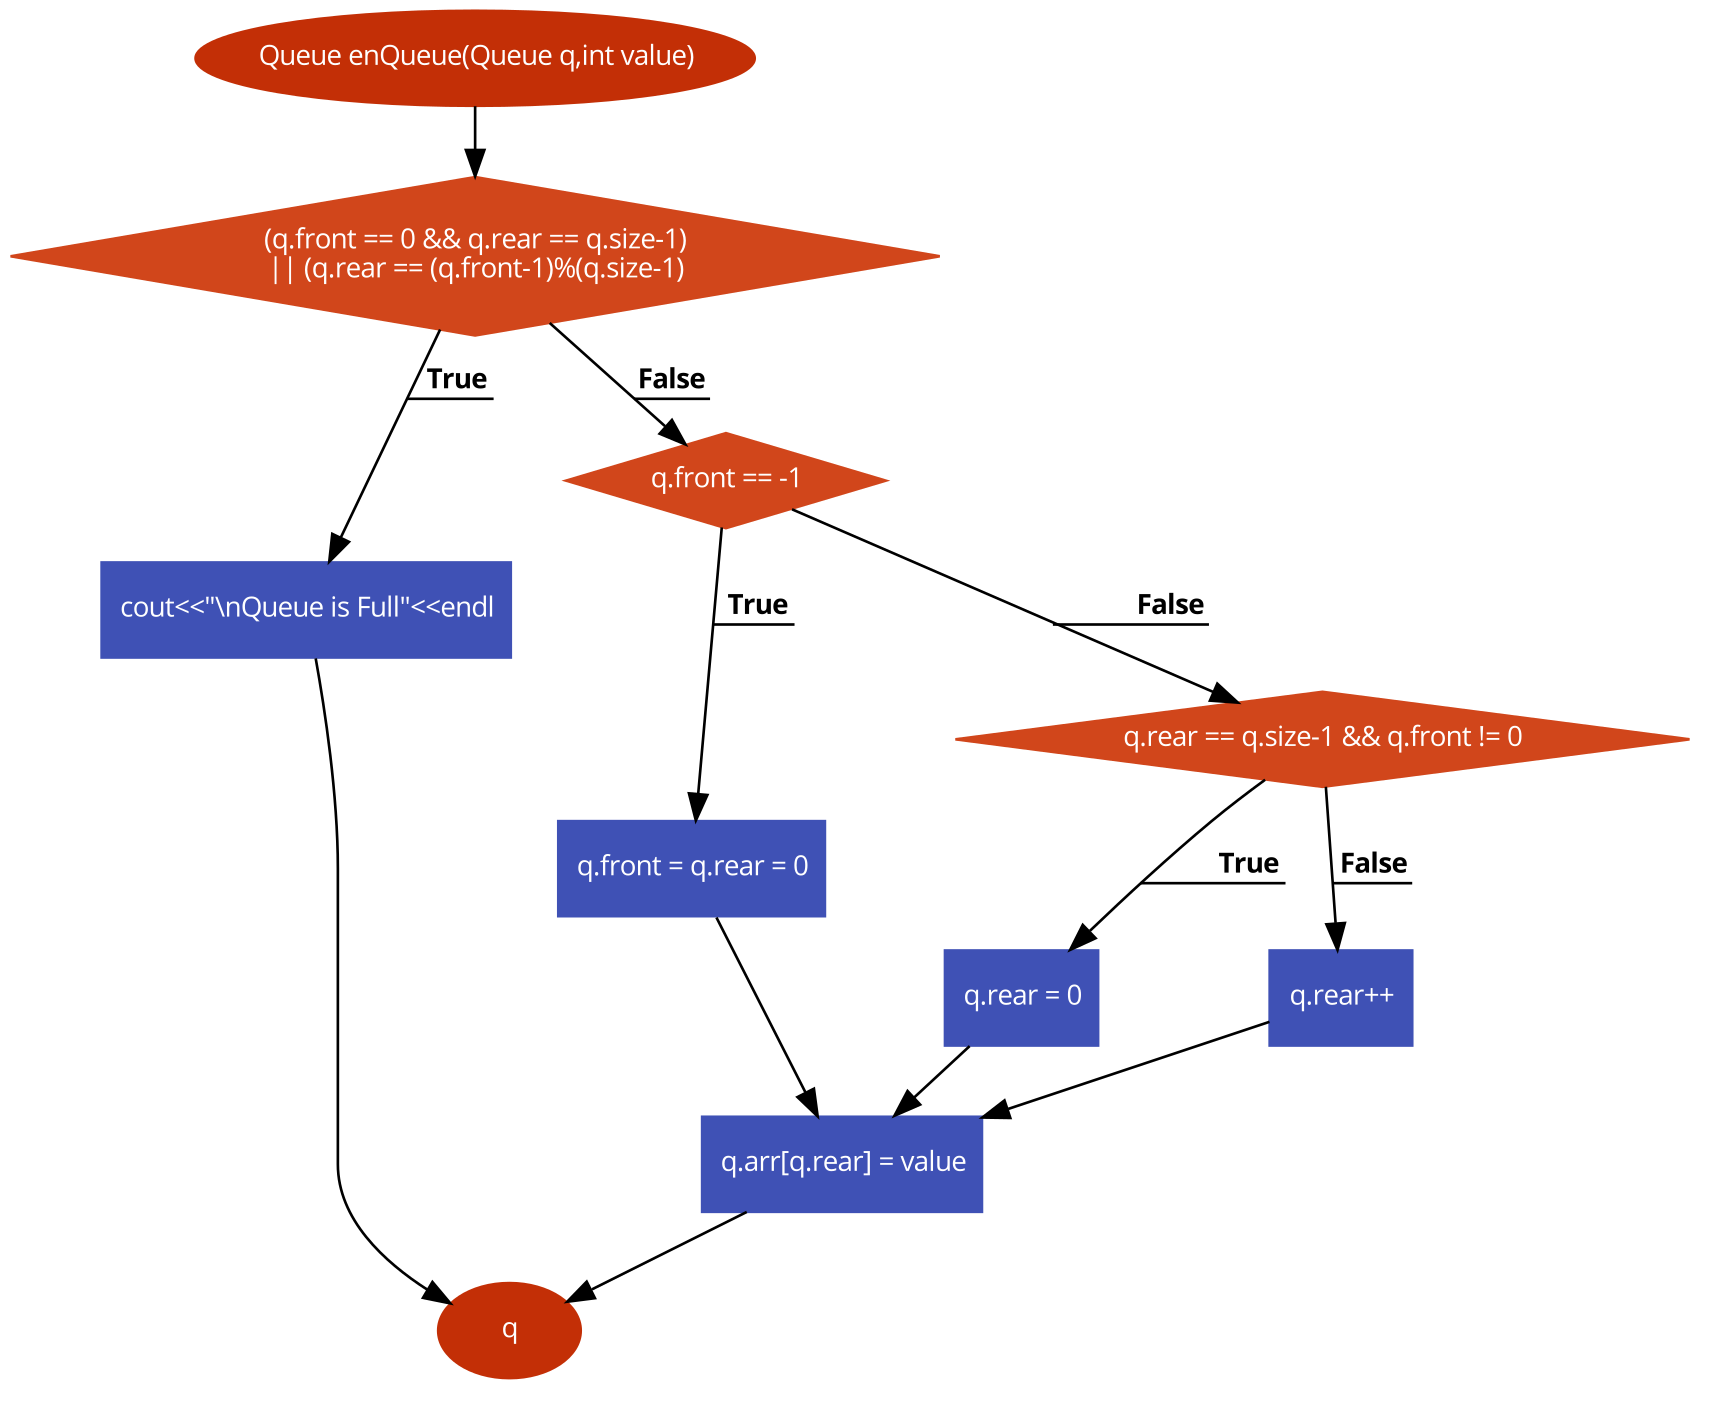 Queue enQueue(Queue q,int value)
(q.front == 0 && q.rear == q.size-1)
|| (q.rear == (q.front-1)%(q.size-1)
True
False
q.front == -1
cout<<"\nQueue is Full"<<endl
True
False
q.rear == q.size-1 && q.front != 0
q.front = q.rear = 0
True
False
q.rear = 0
q.rear++
q.arr[q.rear] = value
q